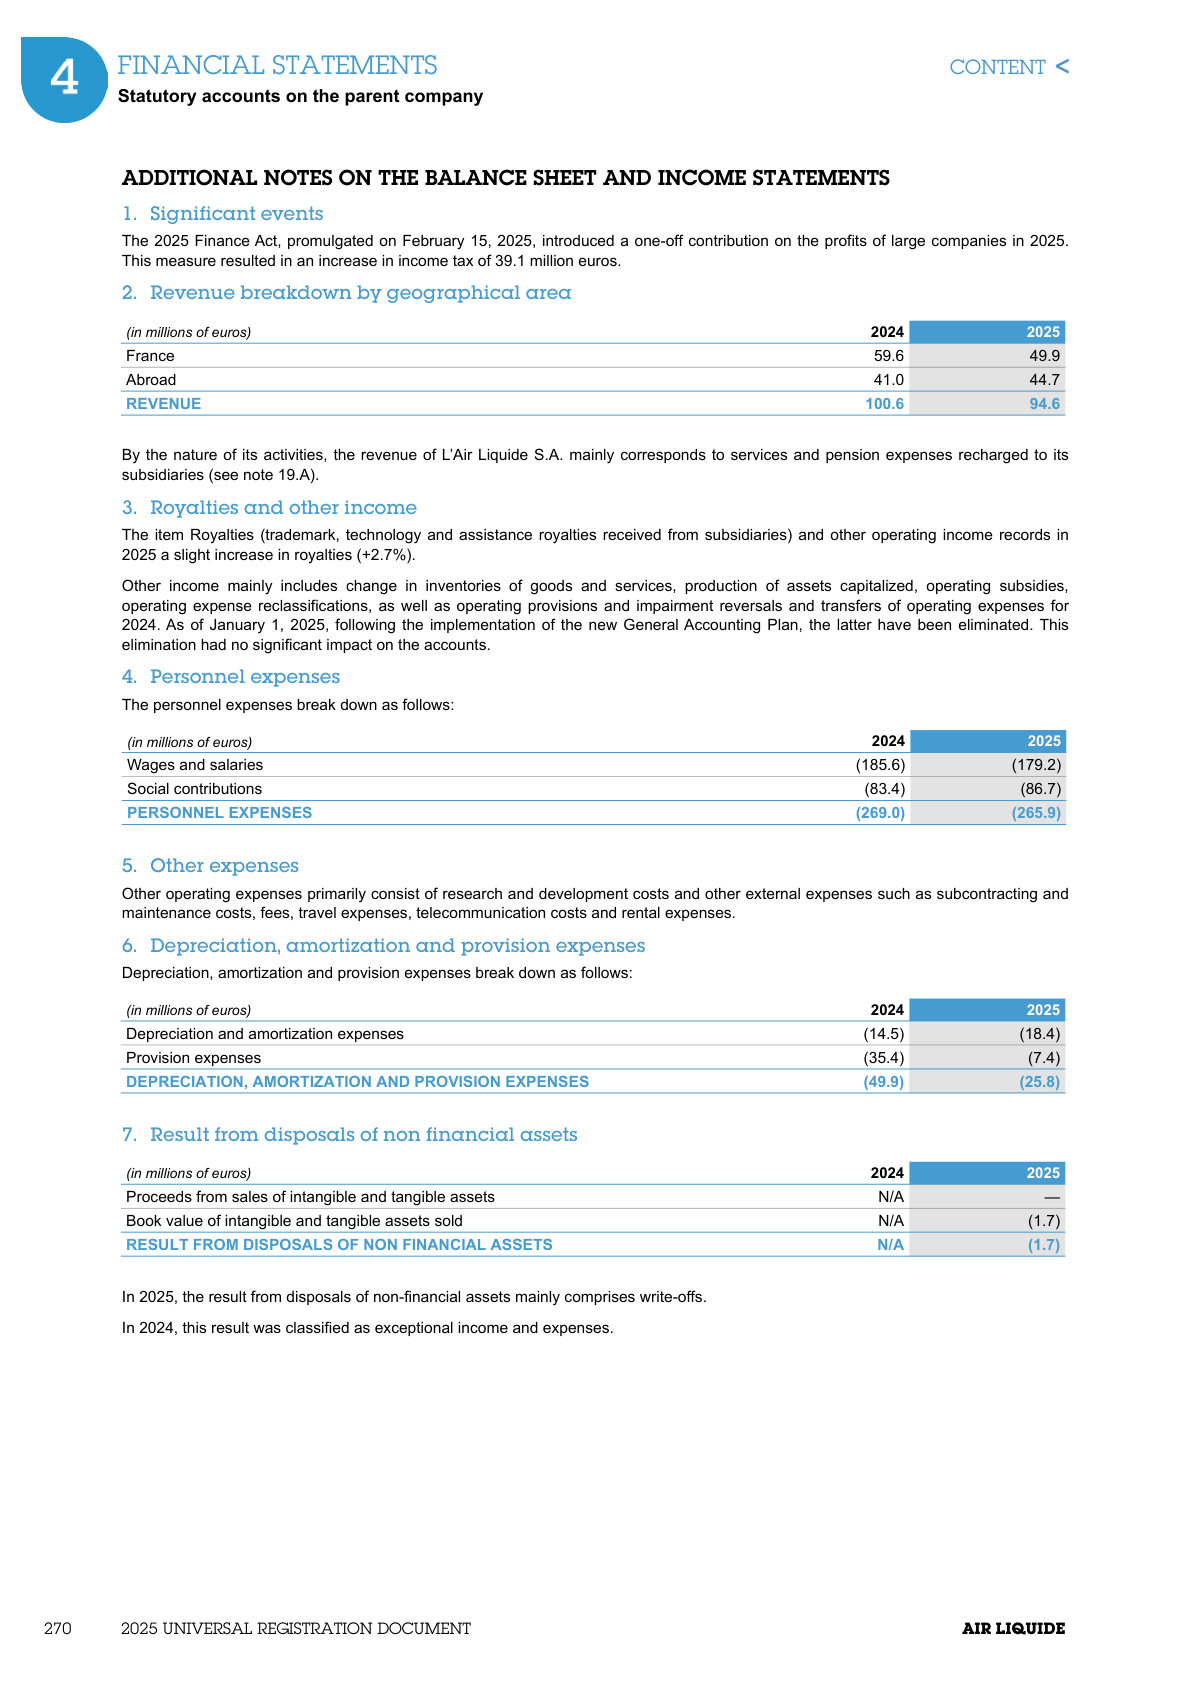 4
FINANCIAL STATEMENTS
CONTENT <
Statutory accounts on the parent company
ADDITIONAL NOTES ON THE BALANCE SHEET AND INCOME STATEMENTS
1. Significant events
The 2025 Finance Act, promulgated on February 15, 2025, introduced a one-off contribution on the profits of large companies in 2025.
This measure resulted in an increase in income tax of 39.1 million euros.
2. Revenue breakdown by geographical area
(in millions of euros) 2024 2025
France 59.6 49.9
Abroad 41.0 44.7
REVENUE 100.6 94.6
By the nature of its activities, the revenue of L'Air Liquide S.A. mainly corresponds to services and pension expenses recharged to its
subsidiaries (see note 19.A).
3. Royalties and other income
The item Royalties (trademark, technology and assistance royalties received from subsidiaries) and other operating income records in
2025 a slight increase in royalties (+2.7%).
Other income mainly includes change in inventories of goods and services, production of assets capitalized, operating subsidies,
operating expense reclassifications, as well as operating provisions and impairment reversals and transfers of operating expenses for
2024. As of January 1, 2025, following the implementation of the new General Accounting Plan, the latter have been eliminated. This
elimination had no significant impact on the accounts.
4. Personnel expenses
The personnel expenses break down as follows:
(in millions of euros) 2024 2025
Wages and salaries (185.6) (179.2)
Social contributions (83.4) (86.7)
PERSONNEL EXPENSES (269.0) (265.9)
5. Other expenses
Other operating expenses primarily consist of research and development costs and other external expenses such as subcontracting and
maintenance costs, fees, travel expenses, telecommunication costs and rental expenses.
6. Depreciation, amortization and provision expenses
Depreciation, amortization and provision expenses break down as follows:
(in millions of euros) 2024 2025
Depreciation and amortization expenses (14.5) (18.4)
Provision expenses (35.4) (7.4)
DEPRECIATION, AMORTIZATION AND PROVISION EXPENSES (49.9) (25.8)
7. Result from disposals of non financial assets
(in millions of euros) 2024 2025
Proceeds from sales of intangible and tangible assets N/A —
Book value of intangible and tangible assets sold N/A (1.7)
RESULT FROM DISPOSALS OF NON FINANCIAL ASSETS N/A (1.7)
In 2025, the result from disposals of non-financial assets mainly comprises write-offs.
In 2024, this result was classified as exceptional income and expenses.
270 2025 UNIVERSAL REGISTRATION DOCUMENT AIR LIQUIDE